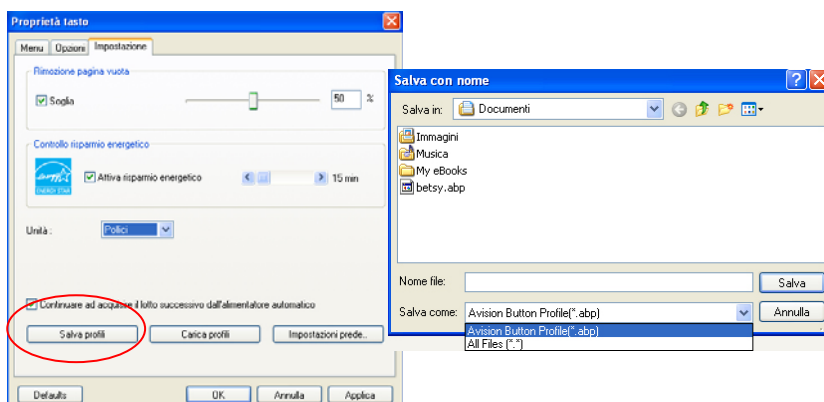 Proprietà tasto
Menu Opzioni Impostazione
Rimozione pagina vuota
Soglia 50 %
Controllo risparmio energetico
ENERGY STAR Attiva risparmio energetico 15 min
Unità : Pollici
Continuare ad acquisire il lotto successivo dall'alimentatore automatico
Salva profili Carica profili Impostazioni prede..
Defaults OK Annulla Applica
Salva con nome
Salva in: Documenti
Immagini
Musica
My eBooks
betsy.abp
Nome file: Salva
Salva come: Avision Button Profile(*.abp) Annulla
Avision Button Profile(*.abp)
All Files (*.*)